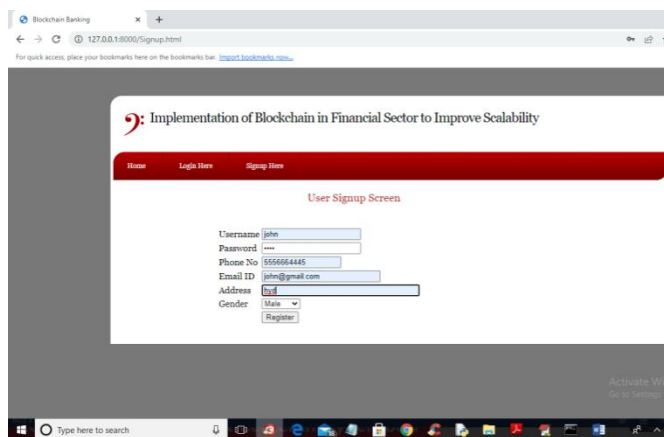 Blockchain Banking
127.0.0.1:8000/Signup.html
For quick access, place your bookmarks here on the bookmarks bar. Import bookmarks now...
Implementation of Blockchain in Financial Sector to Improve Scalability
Home Login Here Signup Here
User Signup Screen
Username john
Password ••••
Phone No 5556664445
Email ID john@gmail.com
Address hyd
Gender Male
Register
Activate W
Go to Settings
Type here to search